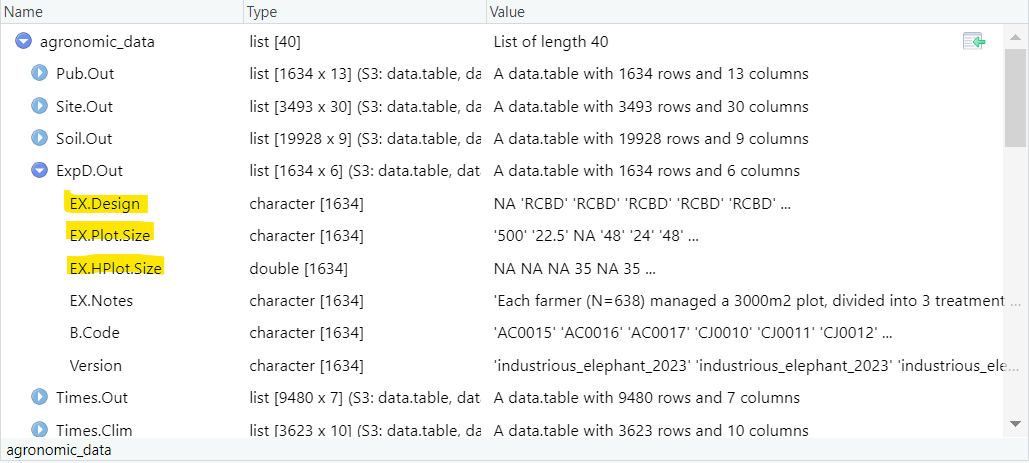 Name Type Value
agronomic_data list [40] List of length 40
Pub.Out list [1634 x 13] (S3: data.table, da A data.table with 1634 rows and 13 columns
Site.Out list [3493 x 30] (S3: data.table, da A data.table with 3493 rows and 30 columns
Soil.Out list [19928 x 9] (S3: data.table, da A data.table with 19928 rows and 9 columns
ExpD.Out list [1634 x 6] (S3: data.table, dat A data.table with 1634 rows and 6 columns
EX.Design character [1634] NA 'RCBD' 'RCBD' 'RCBD' 'RCBD' 'RCBD' ...
EX.Plot.Size character [1634] '500' '22.5' NA '48' '24' '48' ...
EX.HPlot.Size double [1634] NA NA NA 35 NA 35 ...
EX.Notes character [1634] 'Each farmer (N=638) managed a 3000m2 plot, divided into 3 treatment ...
B.Code character [1634] 'AC0015' 'AC0016' 'AC0017' 'CJ0010' 'CJ0011' 'CJ0012' ...
Version character [1634] 'industrious_elephant_2023' 'industrious_elephant_2023' 'industrious_ele...
Times.Out list [9480 x 7] (S3: data.table, dat A data.table with 9480 rows and 7 columns
Times.Clim list [3623 x 10] (S3: data.table, da A data.table with 3623 rows and 10 columns
agronomic_data